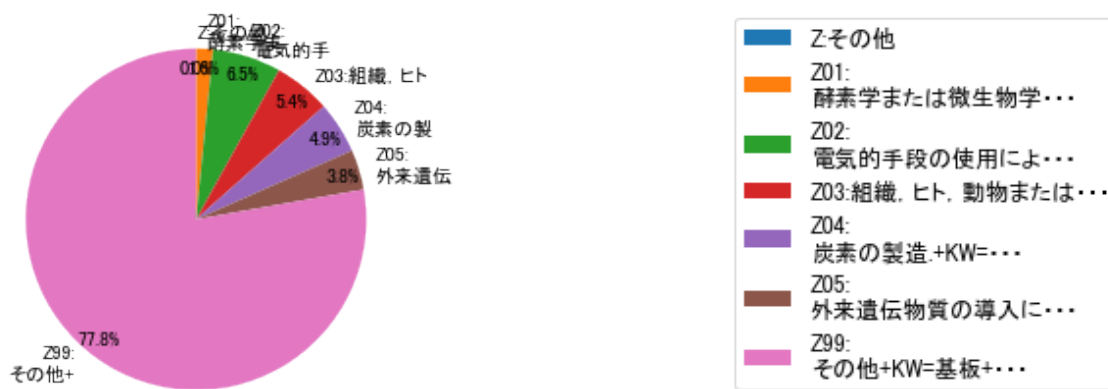 Z01:
Z02:
電気的手
Z03:組織, ヒト
Z04:
炭素の製
Z05:
外来遺伝
6.5%
5.4%
4.9%
3.8%
77.8%
Z99:
その他+
Z:その他
Z01:
酵素学または微生物学・・・
Z02:
電気的手段の使用によ・・・
Z03:組織, ヒト, 動物または・・・
Z04:
炭素の製造.+KW=・・・
Z05:
外来遺伝物質の導入に・・・
Z99:
その他+KW=基板+・・・